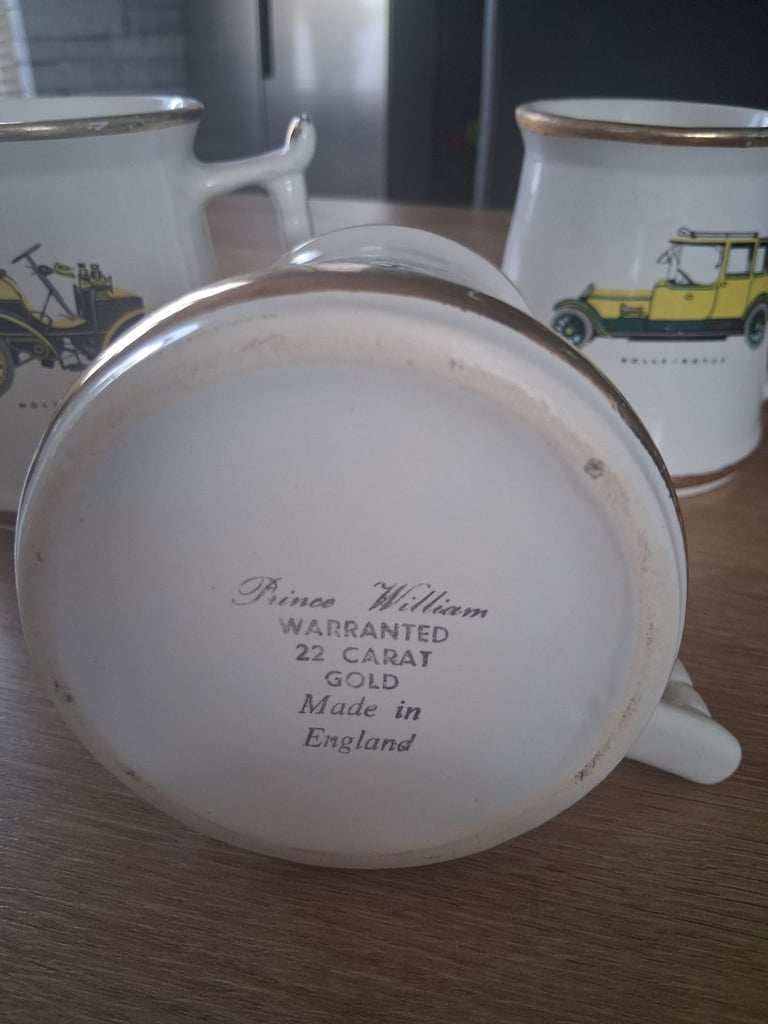 Prince William
WARRANTED
22 CARAT
GOLD
Made in
England